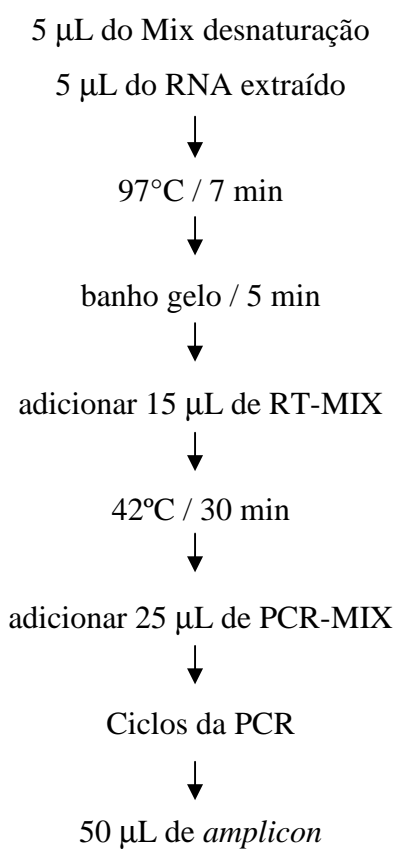 5 μL do Mix desnaturação
5 μL do RNA extraído
97°C / 7 min
banho gelo / 5 min
adicionar 15 μL de RT-MIX
42ºC / 30 min
adicionar 25 μL de PCR-MIX
Ciclos da PCR
50 μL de amplicon